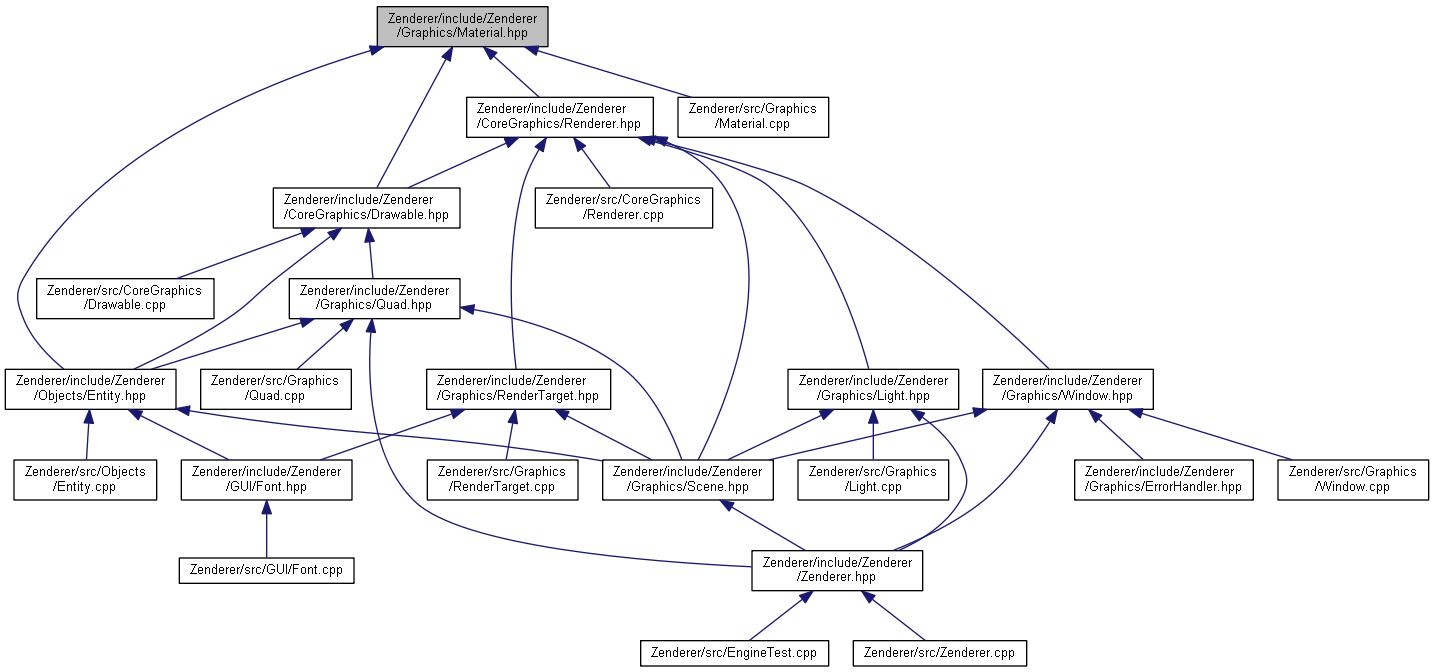 Zenderer/include/Zenderer
/Graphics/Material.hpp
Zenderer/include/Zenderer
/CoreGraphics/Renderer.hpp
Zenderer/src/Graphics
/Material.cpp
Zenderer/include/Zenderer
/CoreGraphics/Drawable.hpp
Zenderer/src/CoreGraphics
/Renderer.cpp
Zenderer/src/CoreGraphics
/Drawable.cpp
Zenderer/include/Zenderer
/Graphics/Quad.hpp
Zenderer/include/Zenderer
/Objects/Entity.hpp
Zenderer/src/Graphics
/Quad.cpp
Zenderer/include/Zenderer
/Graphics/RenderTarget.hpp
Zenderer/include/Zenderer
/Graphics/Light.hpp
Zenderer/include/Zenderer
/Graphics/Window.hpp
Zenderer/src/Objects
/Entity.cpp
Zenderer/include/Zenderer
/GUI/Font.hpp
Zenderer/src/Graphics
/RenderTarget.cpp
Zenderer/include/Zenderer
/Graphics/Scene.hpp
Zenderer/src/Graphics
/Light.cpp
Zenderer/include/Zenderer
/Graphics/ErrorHandler.hpp
Zenderer/src/Graphics
/Window.cpp
Zenderer/src/GUI/Font.cpp
Zenderer/include/Zenderer
/Zenderer.hpp
Zenderer/src/EngineTest.cpp
Zenderer/src/Zenderer.cpp